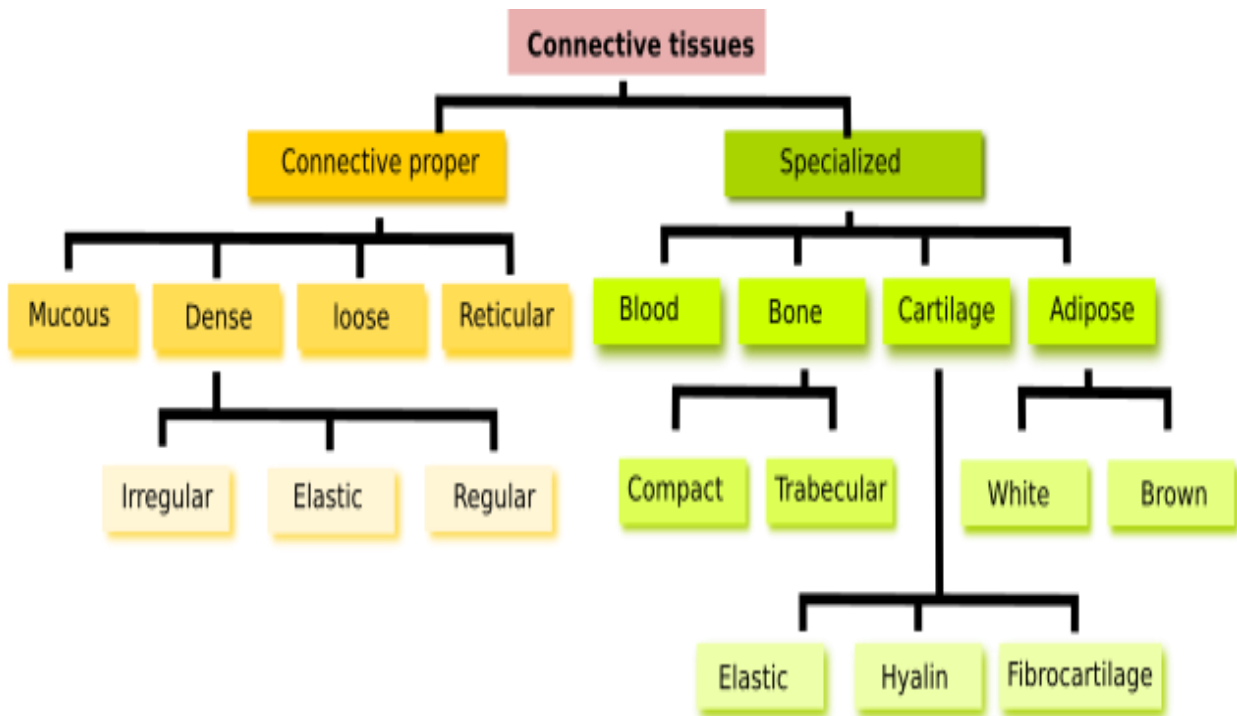 Connective tissues
Connective proper
Specialized
Mucous
Dense
loose
Reticular
Blood
Bone
Cartilage
Adipose
Irregular
Elastic
Regular
Compact
Trabecular
White
Brown
Elastic
Hyalin
Fibrocartilage